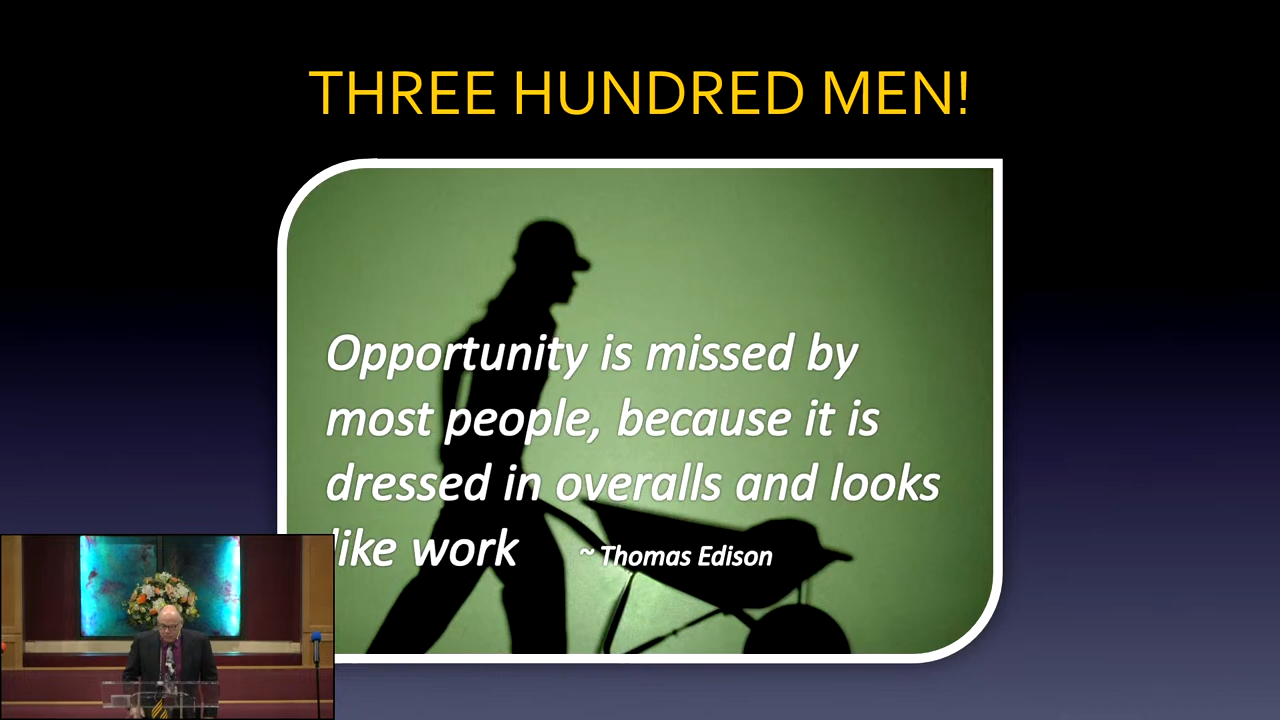 THREE HUNDRED MEN!
Opportunity is missed by
most people, because it is
dressed in overalls and looks
like work ~ Thomas Edison